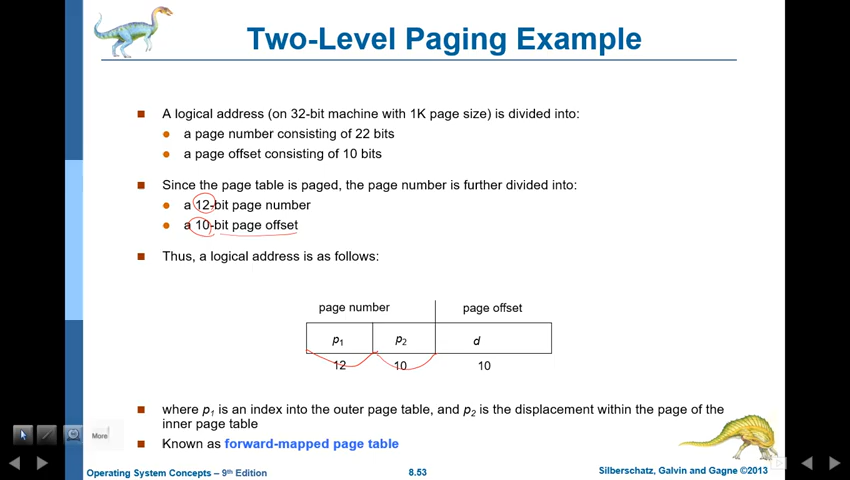 Two-Level Paging Example
A logical address (on 32-bit machine with 1K page size) is divided into:
a page number consisting of 22 bits
a page offset consisting of 10 bits
Since the page table is paged, the page number is further divided into:
a 12-bit page number
a 10-bit page offset
Thus, a logical address is as follows:
page number page offset
p1 p2 d
12 10 10
where p1 is an index into the outer page table, and p2 is the displacement within the page of the
inner page table
Known as forward-mapped page table
More
Operating System Concepts – 9th Edition 8.53 Silberschatz, Galvin and Gagne ©2013